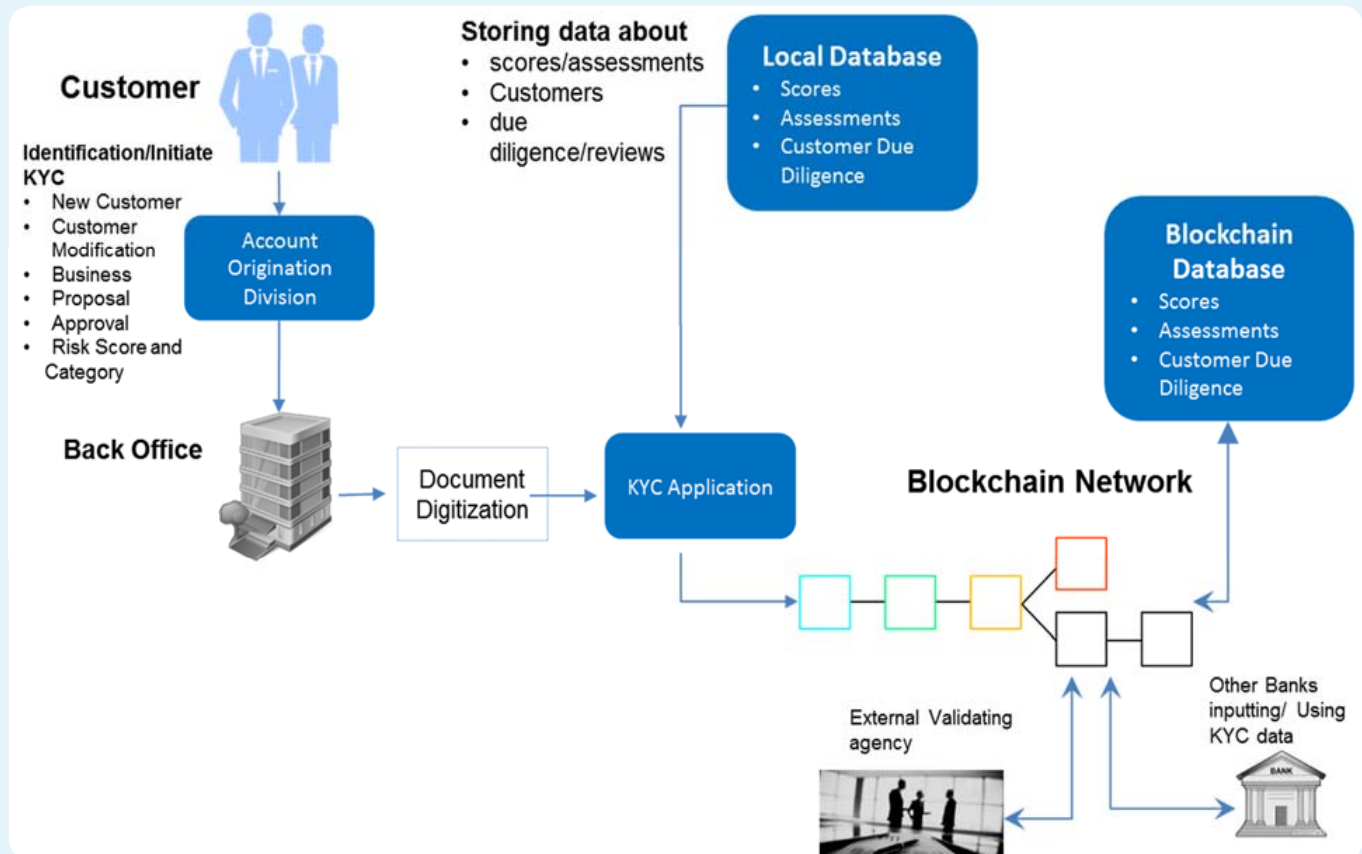 Customer
Identification/Initiate
KYC
• New Customer
• Customer
Modification
• Business
• Proposal
• Approval
• Risk Score and
Category
Account
Origination
Division
Back Office
Document
Digitization
Storing data about
• scores/assessments
• Customers
• due
diligence/reviews
Local Database
• Scores
• Assessments
• Customer Due
Diligence
KYC Application
Blockchain
Database
• Scores
• Assessments
• Customer Due
Diligence
Blockchain Network
External Validating
agency
Other Banks
inputting/ Using
KYC data
BANK